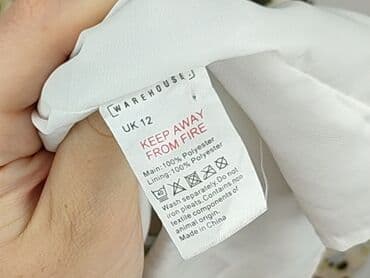 WAREHOUSE
UK 12
KEEP AWAY
FROM FIRE
Main:100% Polyester
Lining:100% Polyester
Wash separately. Do not
iron pleats. Contains non
textile components of
animal origin.
Made in China